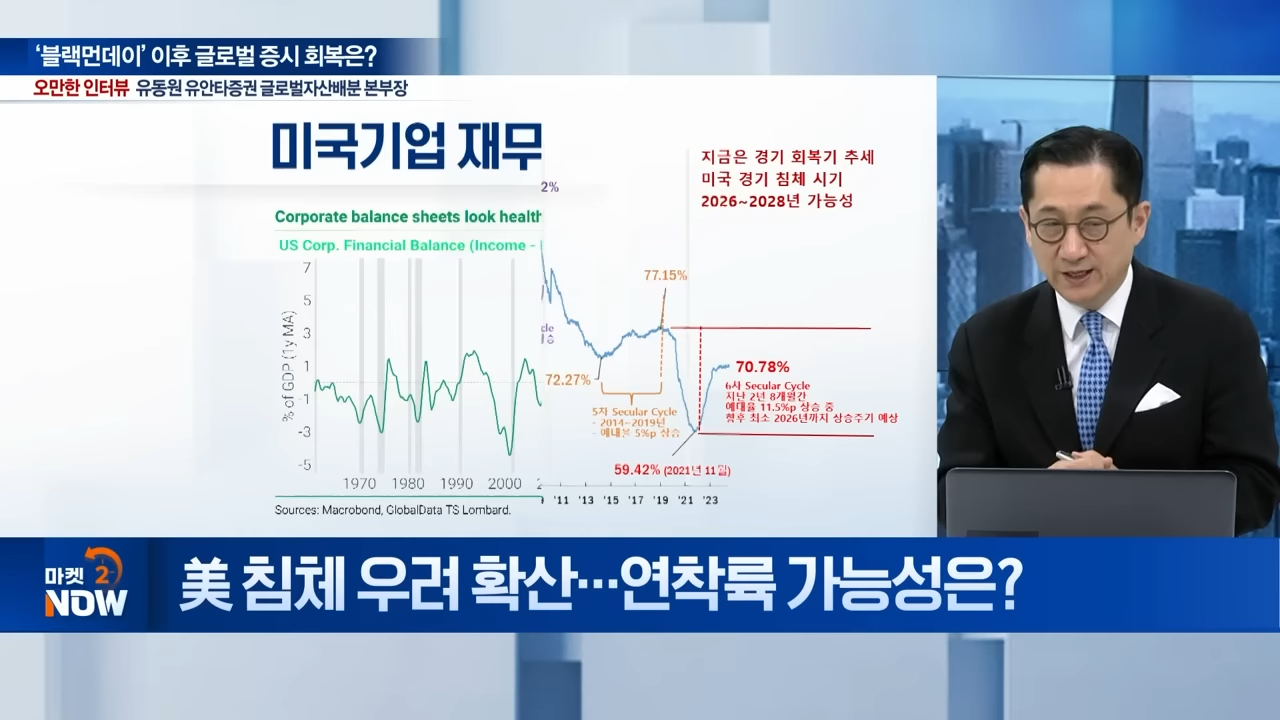 ‘블랙먼데이’ 이후 글로벌 증시 회복은?
오만한 인터뷰 유동원 유안타증권 글로벌자산배분 본부장
미국기업 재무
Corporate balance sheets look healt
US Corp. Financial Balance (Income -
% of GDP (1y MA)
7
5
3
1
-1
-3
-5
1970 1980 1990 2000
Sources: Macrobond, GlobalData TS Lombard.
2%
지금은 경기 회복기 추세
미국 경기 침체 시기
2026~2028년 가능성
77.15%
cle
승
72.27%
5차 Secular Cycle
- 2014~2019년
- 예대율 5%p 상승
70.78%
6차 Secular Cycle
지난 2년 8개월간
예대율 11.5%p 상승 중
향후 최소 2026년까지 상승주기 예상
59.42% (2021년 11월)
'11 '13 '15 '17 '19 '21 '23
마켓 2
NOW
美 침체 우려 확산…연착륙 가능성은?